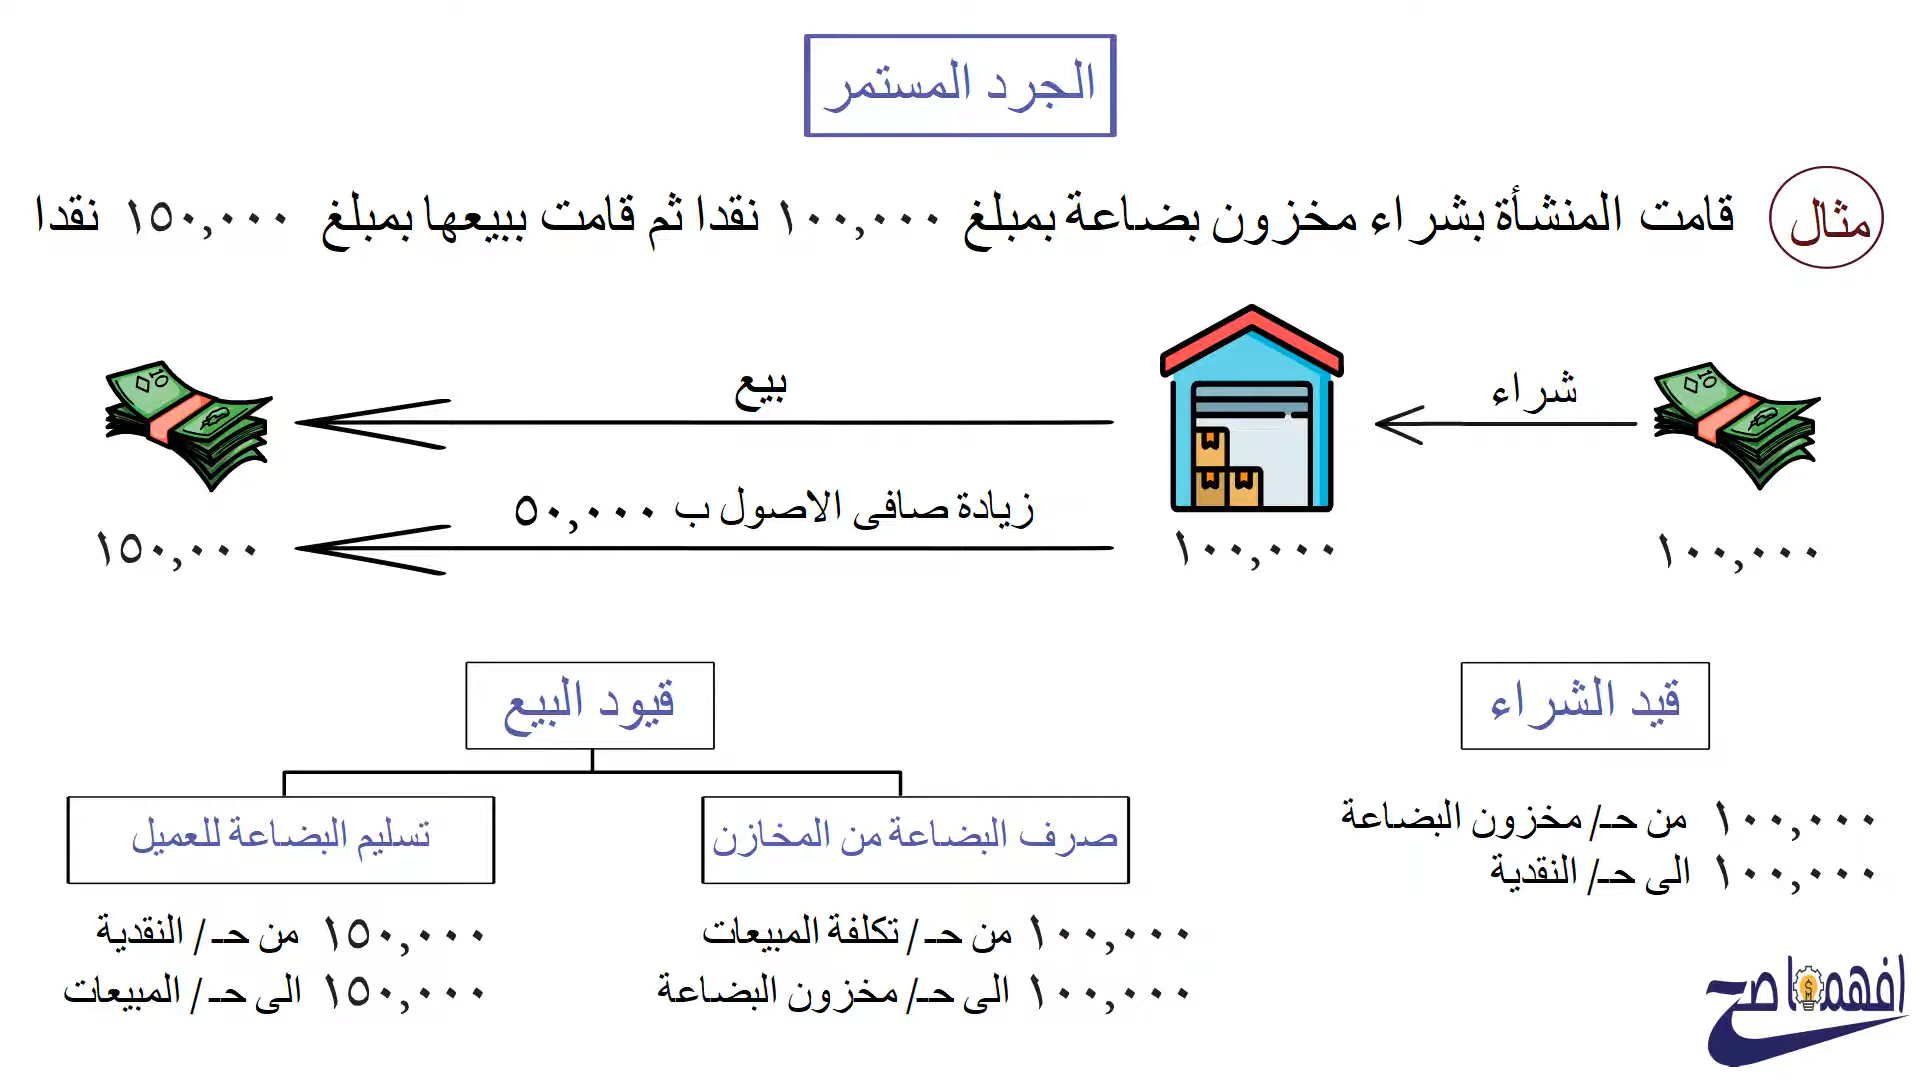 الجرد المستمر
مثال
قامت المنشأة بشراء مخزون بضاعة بمبلغ ١٠٠,٠٠٠ نقدا ثم قامت ببيعها بمبلغ ١٥٠,٠٠٠ نقدا
شراء
بيع
زيادة صافى الاصول ب ٥٠,٠٠٠
١٠٠,٠٠٠
١٠٠,٠٠٠
١٥٠,٠٠٠
قيد الشراء
١٠٠,٠٠٠ من حـ/ مخزون البضاعة
١٠٠,٠٠٠ الى حـ/ النقدية
قيود البيع
صرف البضاعة من المخازن
١٠٠,٠٠٠ من حـ / تكلفة المبيعات
١٠٠,٠٠٠ الى حـ/ مخزون البضاعة
تسليم البضاعة للعميل
١٥٠,٠٠٠ من حـ / النقدية
١٥٠,٠٠٠ الى حـ / المبيعات
افهمها صح